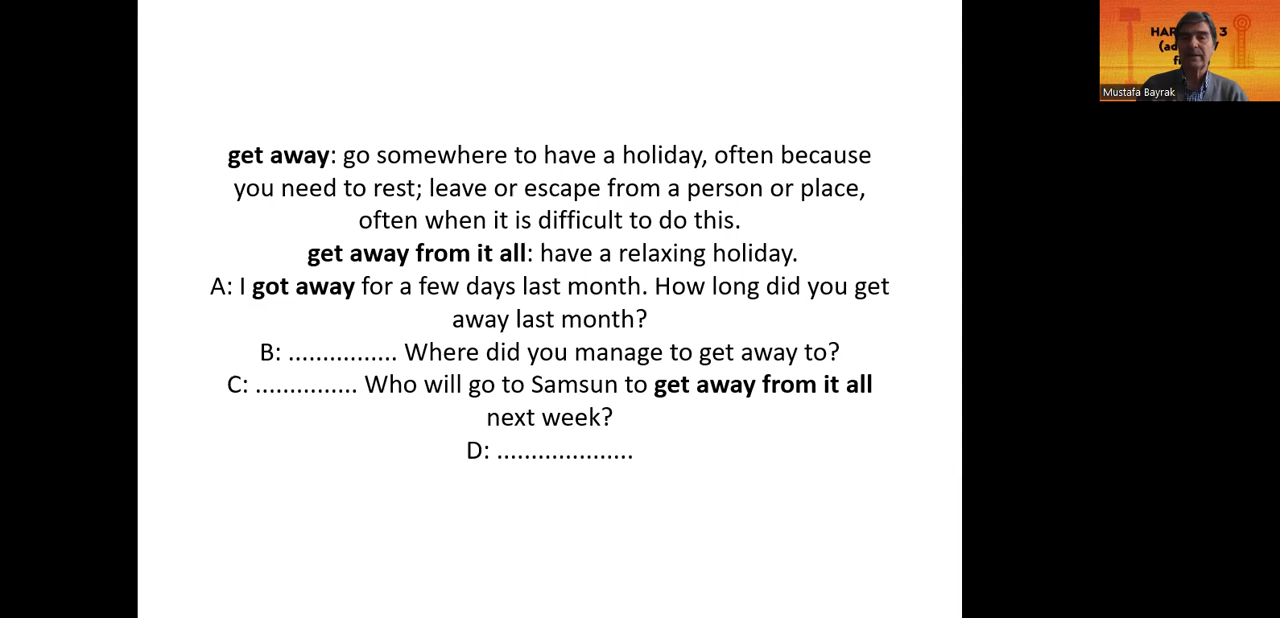 get away: go somewhere to have a holiday, often because
you need to rest; leave or escape from a person or place,
often when it is difficult to do this.
get away from it all: have a relaxing holiday.
A: I got away for a few days last month. How long did you get
away last month?
B: ................ Where did you manage to get away to?
C: ............... Who will go to Samsun to get away from it all
next week?
D: ....................
HAR 3
Mustafa Bayrak